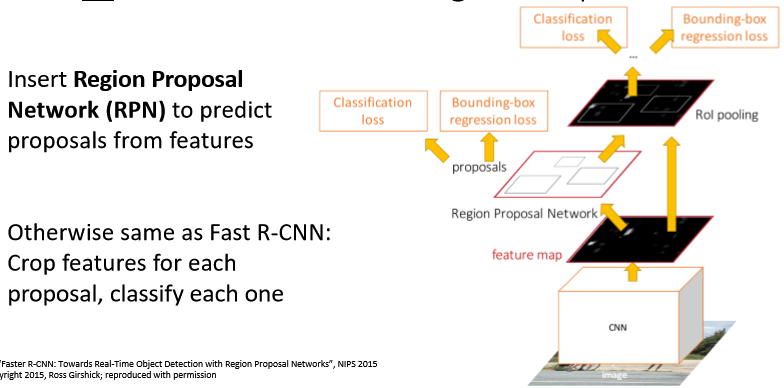 Classification
loss
Bounding-box
regression loss
...
Insert Region Proposal
Network (RPN) to predict
proposals from features
Classification
loss
Bounding-box
regression loss
RoI pooling
proposals
Region Proposal Network
feature map
Otherwise same as Fast R-CNN:
Crop features for each
proposal, classify each one
CNN
image
"Faster R-CNN: Towards Real-Time Object Detection with Region Proposal Networks", NIPS 2015
yright 2015, Ross Girshick; reproduced with permission